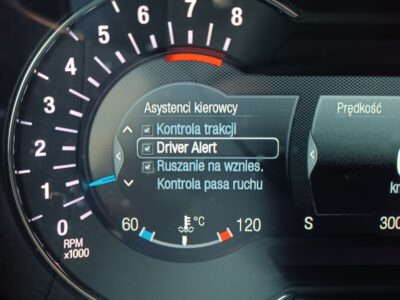 8
7
6
5
4
3
2
1
0
RPM
x1000
Asystenci kierowcy
Kontrola trakcji
Driver Alert
Ruszanie na wznies.
Kontrola pasa ruchu
60 °C 120
Prędkość
S 300